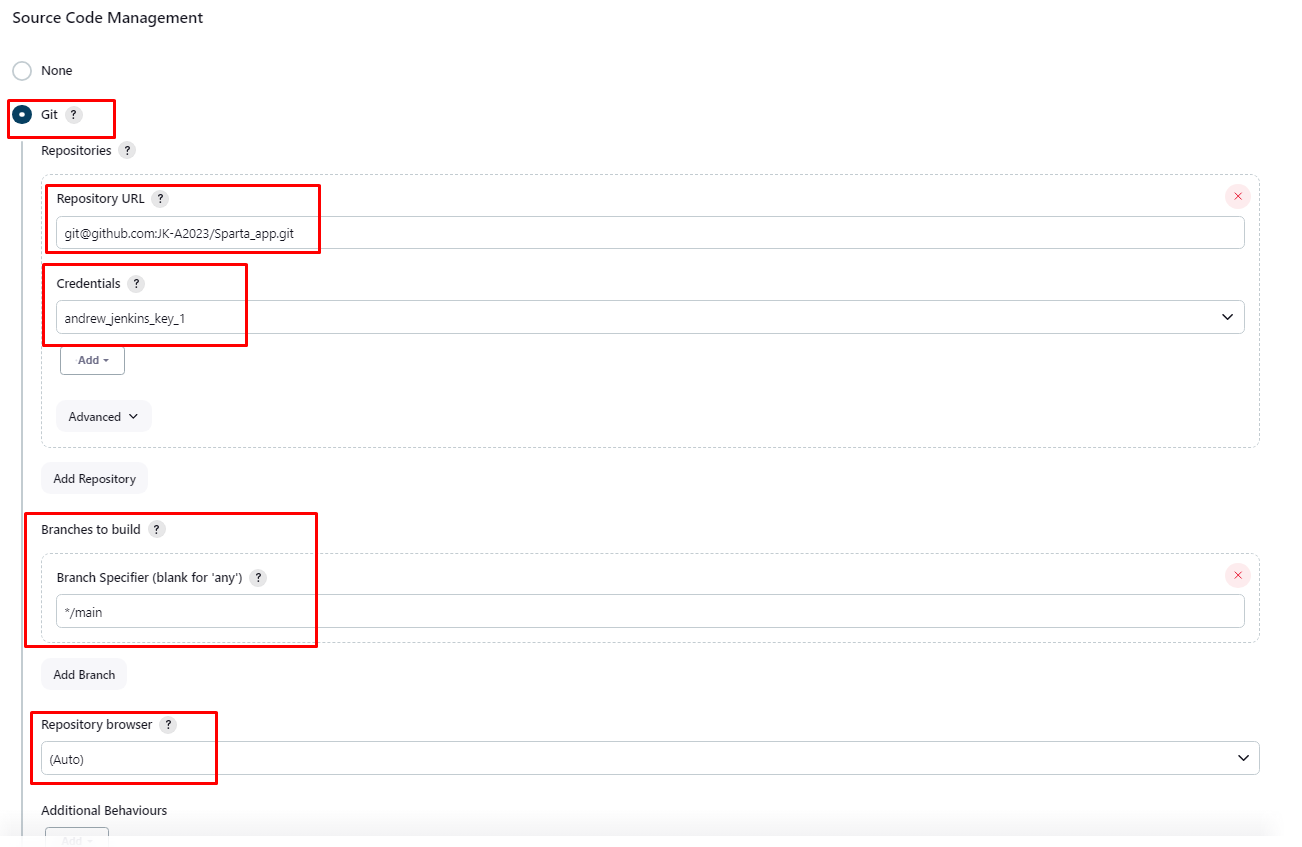 Source Code Management
None
Git ?
Repositories ?
Repository URL ?
git@github.com:JK-A2023/Sparta_app.git
Credentials ?
andrew_jenkins_key_1
Add
Advanced
Add Repository
Branches to build ?
Branch Specifier (blank for 'any') ?
*/main
Add Branch
Repository browser ?
(Auto)
Additional Behaviours
Add